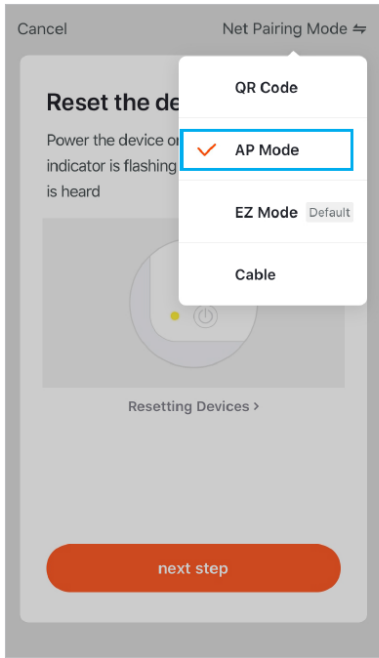 Cancel
Net Pairing Mode ⇋
Reset the de
Power the device o
indicator is flashing
is heard
QR Code
AP Mode
EZ Mode Default
Cable
Resetting Devices >
next step